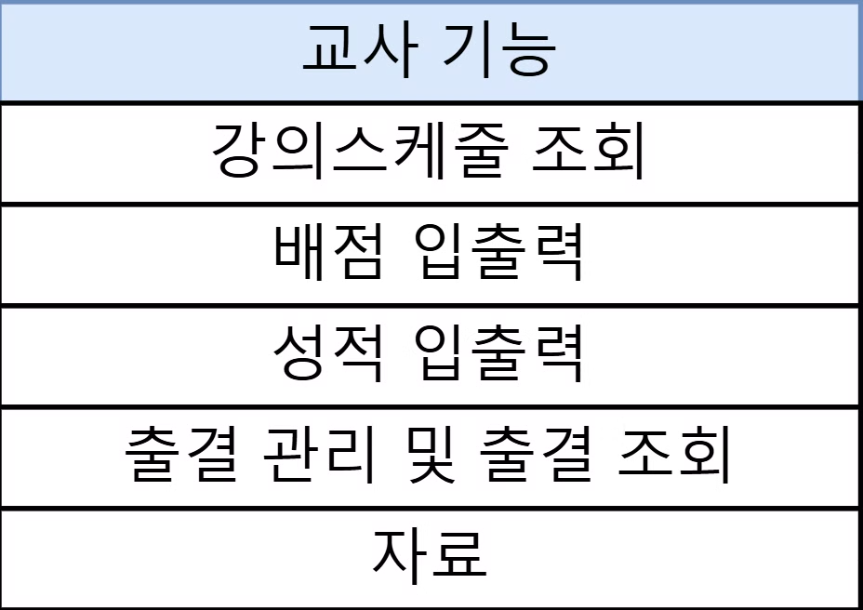 교사 기능
강의스케줄 조회
배점 입출력
성적 입출력
출결 관리 및 출결 조회
자료